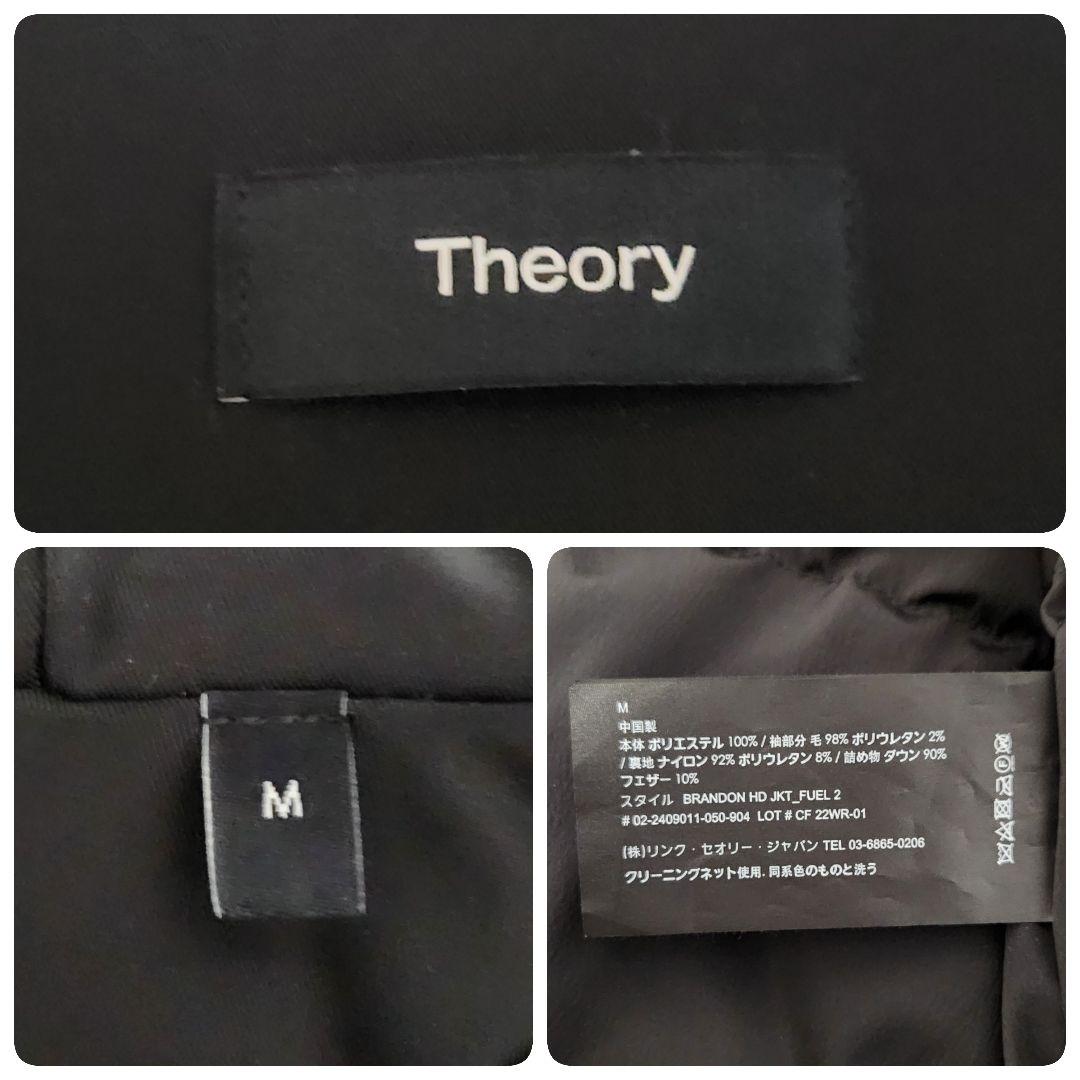 Theory
M
M
中国製
本体 ポリエステル 100% / 袖部分 毛 98% ポリウレタン 2%
/ 裏地 ナイロン 92% ポリウレタン 8% / 詰め物 ダウン 90%
フェザー 10%
スタイル BRANDON HD JKT_FUEL 2
# 02-2409011-050-904 LOT # CF 22WR-01
(株)リンク・セオリー・ジャパン TEL 03-6865-0206
クリーニングネット使用. 同系色のものと洗う